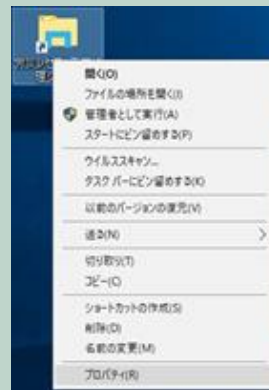 開く(O)
ファイルの場所を開く(I)
管理者として実行(A)
スタートにピン留めする(P)
ウイルススキャン...
タスク バーにピン留めする(K)
以前のバージョンの復元(V)
送る(N)
切り取り(T)
コピー(C)
ショートカットの作成(S)
削除(D)
名前の変更(M)
プロパティ(R)